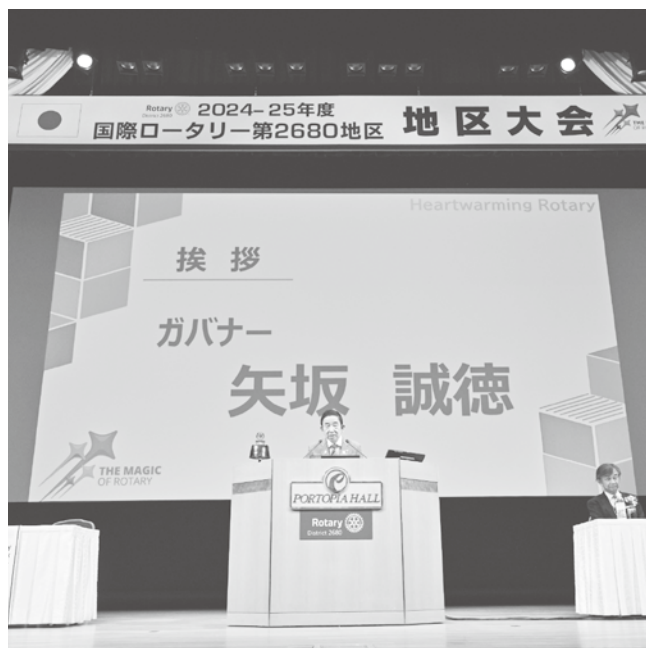 Rotary
District 2680
2024–25年度
国際ロータリー第2680地区
地区大会
Heartwarming Rotary
挨 拶
ガバナー
矢坂 誠徳
THE MAGIC
OF ROTARY
PORTOPIA HALL
Rotary
District 2680